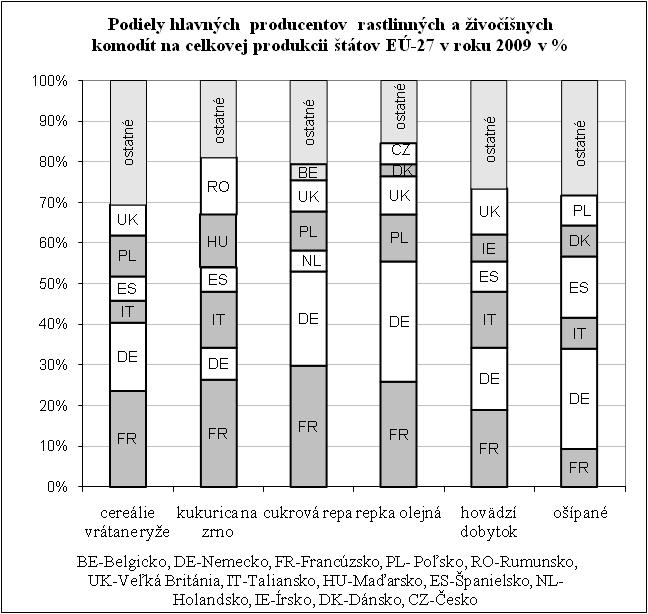 Podiely hlavných producentov rastlinných a živočíšnych
komodít na celkovej produkcii štátov EÚ-27 v roku 2009 v %
100%
90%
80%
70%
60%
50%
40%
30%
20%
10%
0%
ostatné
UK
PL
ES
IT
DE
FR
ostatné
RO
HU
ES
IT
DE
FR
ostatné
BE
UK
PL
NL
DE
FR
ostatné
CZ
DK
UK
PL
DE
FR
ostatné
UK
IE
ES
IT
DE
FR
ostatné
PL
DK
ES
IT
DE
FR
cereálie
vrátane ryže
kukurica na
zrno
cukrová repa
repka olejná
hovädzí
dobytok
ošípané
BE-Belgicko, DE-Nemecko, FR-Francúzsko, PL- Poľsko, RO-Rumunsko,
UK-Veľká Británia, IT-Taliansko, HU-Maďarsko, ES-Španielsko, NL-
Holandsko, IE-Írsko, DK-Dánsko, CZ-Česko